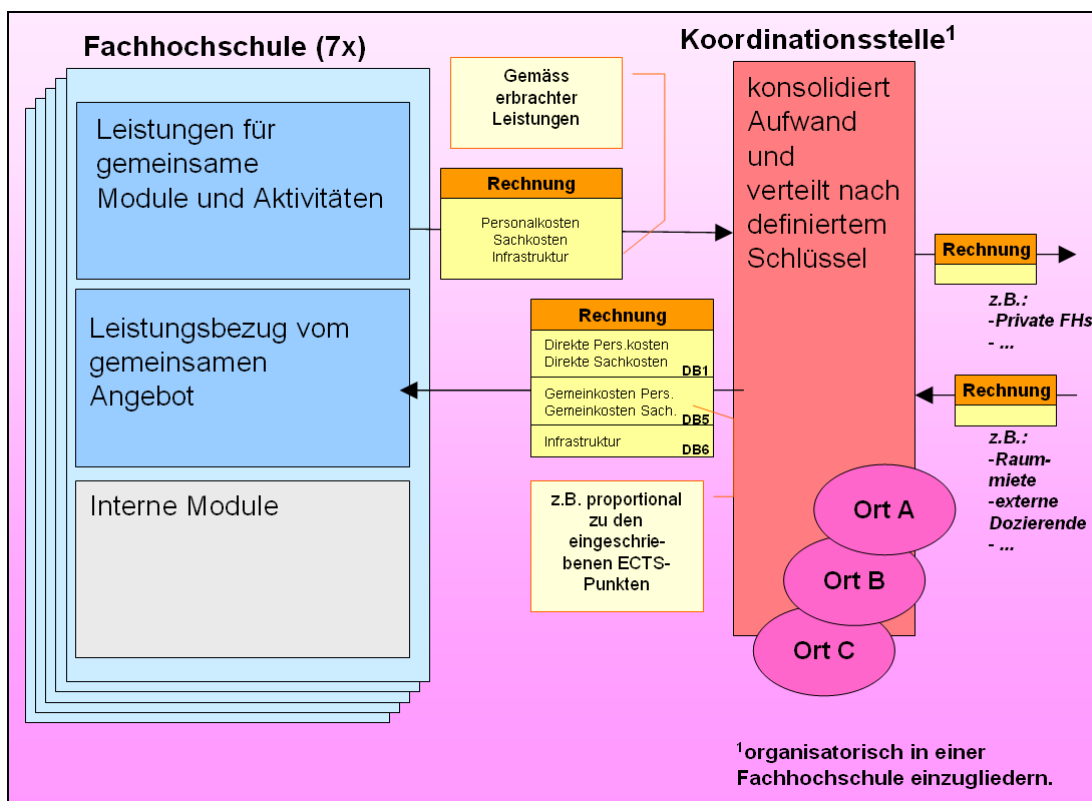 Fachhochschule (7x)
Leistungen für
gemeinsame
Module und Aktivitäten
Leistungsbezug vom
gemeinsamen
Angebot
Interne Module
Gemäss
erbrachter
Leistungen
Rechnung
Personalkosten
Sachkosten
Infrastruktur
Rechnung
Direkte Pers.kosten
Direkte Sachkosten
DB1
Gemeinkosten Pers.
Gemeinkosten Sach.
DB5
Infrastruktur
DB6
z.B. proportional
zu den
eingeschrie-
benen ECTS-
Punkten
Koordinationsstelle¹
konsolidiert
Aufwand
und
verteilt nach
definiertem
Schlüssel
Ort A
Ort B
Ort C
Rechnung
z.B.:
-Private FHs
- ...
Rechnung
z.B.:
-Raum-
miete
-externe
Dozierende
- ...
¹organisatorisch in einer
Fachhochschule einzugliedern.